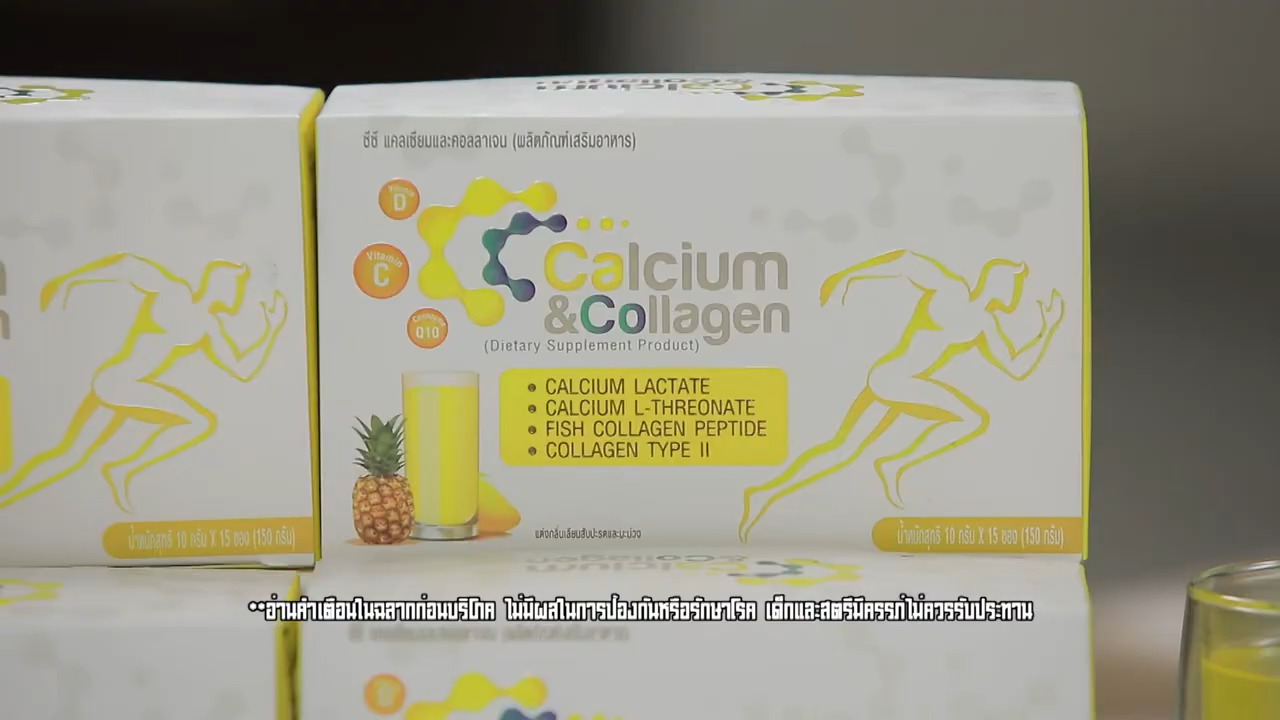 ซีซี แคลเซียมและคอลลาเจน (ผลิตภัณฑ์เสริมอาหาร)
Vitamin D
Vitamin C
Q10
Calcium
&Collagen
(Dietary Supplement Product)
• CALCIUM LACTATE
• CALCIUM L-THREONATE
• FISH COLLAGEN PEPTIDE
• COLLAGEN TYPE II
แต่งกลิ่นเลียนสับปะรดและมะม่วง
น้ำหนักสุทธิ 10 กรัม X 15 ซอง (150 กรัม)
น้ำหนักสุทธิ 10 กรัม X 15 ซอง (150 กรัม)
**อ่านคำเตือนในฉลากก่อนบริโภค ไม่มีผลในการป้องกันหรือรักษาโรค เด็กและสตรีมีครรภ์ไม่ควรรับประทาน